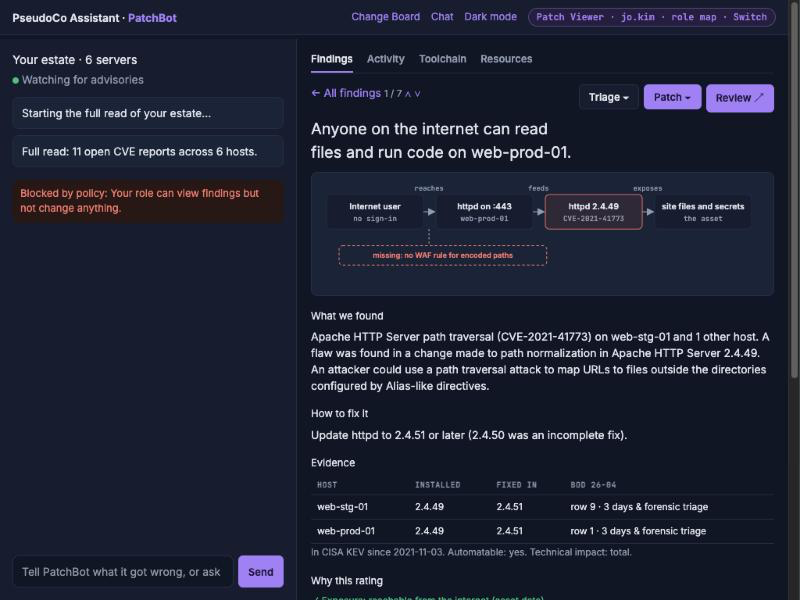 PseudoCo Assistant · PatchBot
Change Board Chat Dark mode Patch Viewer · jo.kim · role map · Switch
Your estate · 6 servers
Watching for advisories
Starting the full read of your estate...
Full read: 11 open CVE reports across 6 hosts.
Blocked by policy: Your role can view findings but
not change anything.
Tell PatchBot what it got wrong, or ask
Send
Findings Activity Toolchain Resources
← All findings 1 / 7 ∧ ∨
Triage Patch Review ↗
Anyone on the internet can read
files and run code on web-prod-01.
reaches feeds exposes
Internet user httpd on :443 httpd 2.4.49 site files and secrets
no sign-in web-prod-01 CVE-2021-41773 the asset
missing: no WAF rule for encoded paths
What we found
Apache HTTP Server path traversal (CVE-2021-41773) on web-stg-01 and 1 other host. A
flaw was found in a change made to path normalization in Apache HTTP Server 2.4.49.
An attacker could use a path traversal attack to map URLs to files outside the directories
configured by Alias-like directives.
How to fix it
Update httpd to 2.4.51 or later (2.4.50 was an incomplete fix).
Evidence
HOST INSTALLED FIXED IN BOD 26-04
web-stg-01 2.4.49 2.4.51 row 9 · 3 days & forensic triage
web-prod-01 2.4.49 2.4.51 row 1 · 3 days & forensic triage
In CISA KEV since 2021-11-03. Automatable: yes. Technical impact: total.
Why this rating
✓ Exposure: reachable from the internet (asset data)